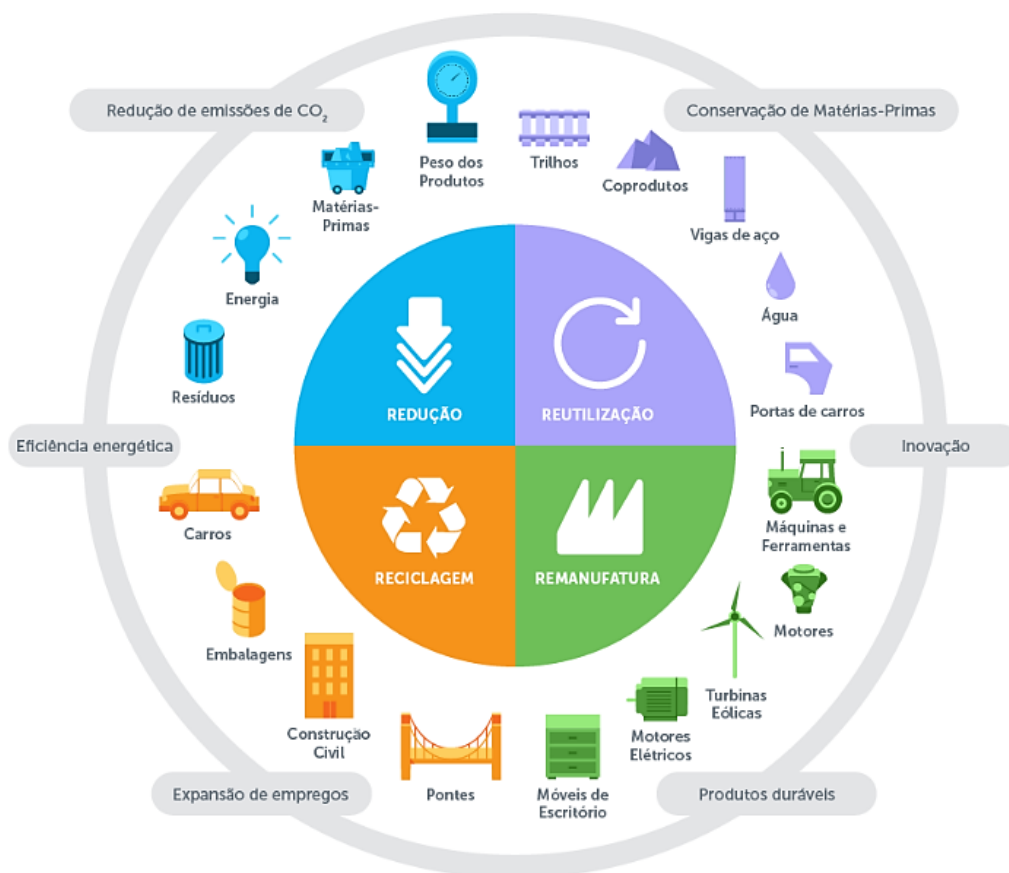 Redução de emissões de CO₂
Conservação de Matérias-Primas
Peso dos
Produtos
Trilhos
Coprodutos
Matérias-
Primas
Vigas de aço
Energia
Água
Resíduos
Portas de carros
REDUÇÃO
REUTILIZAÇÃO
Eficiência energética
Inovação
Carros
Máquinas e
Ferramentas
RECICLAGEM
REMANUFATURA
Embalagens
Motores
Turbinas
Eólicas
Construção
Civil
Motores
Elétricos
Expansão de empregos
Pontes
Móveis de
Escritório
Produtos duráveis